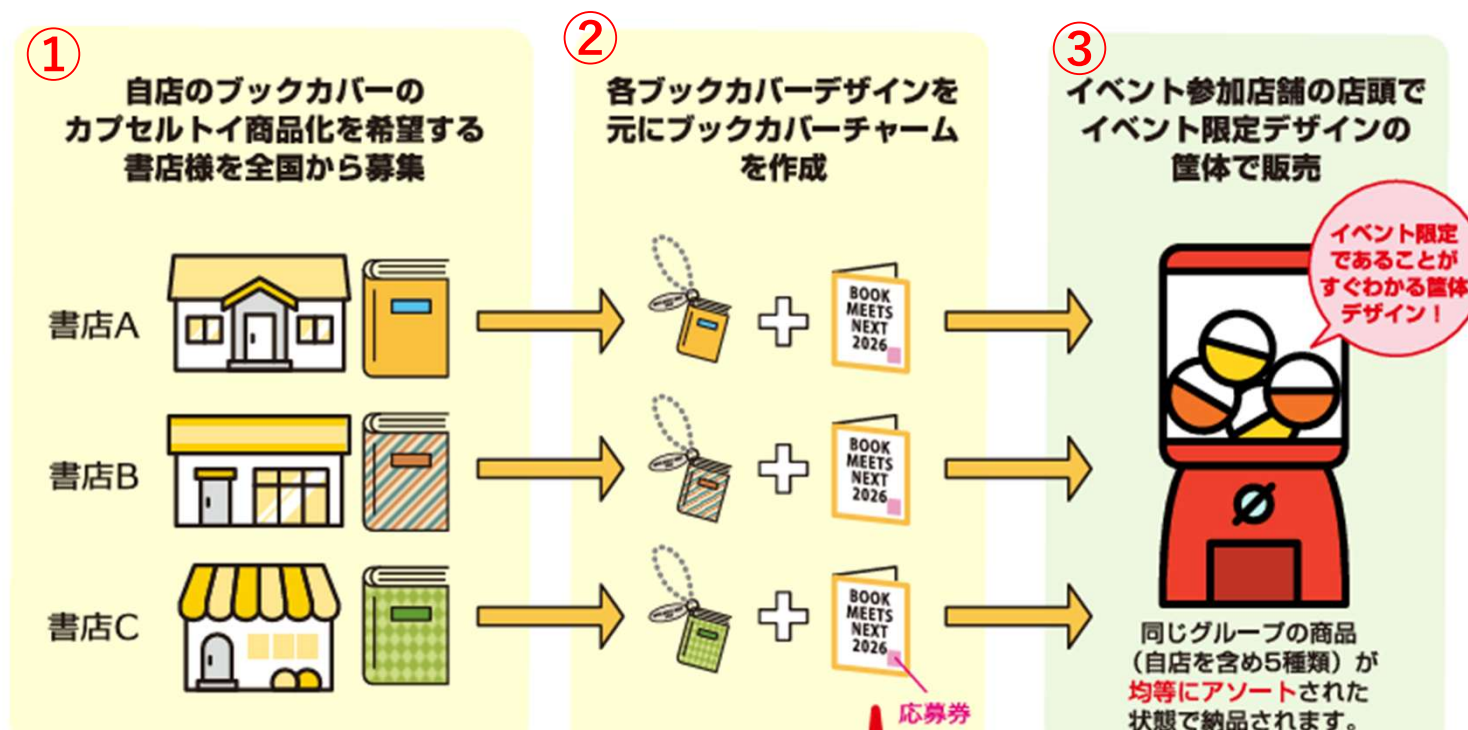 ①
自店のブックカバーの
カプセルトイ商品化を希望する
書店様を全国から募集
書店A
書店B
書店C
②
各ブックカバーデザインを
元にブックカバーチャーム
を作成
BOOK
MEETS
NEXT
2026
BOOK
MEETS
NEXT
2026
BOOK
MEETS
NEXT
2026
応募券
③
イベント参加店舗の店頭で
イベント限定デザインの
筐体で販売
イベント限定
であることが
すぐわかる筐体
デザイン！
同じグループの商品
（自店を含め5種類）が
均等にアソートされた
状態で納品されます。